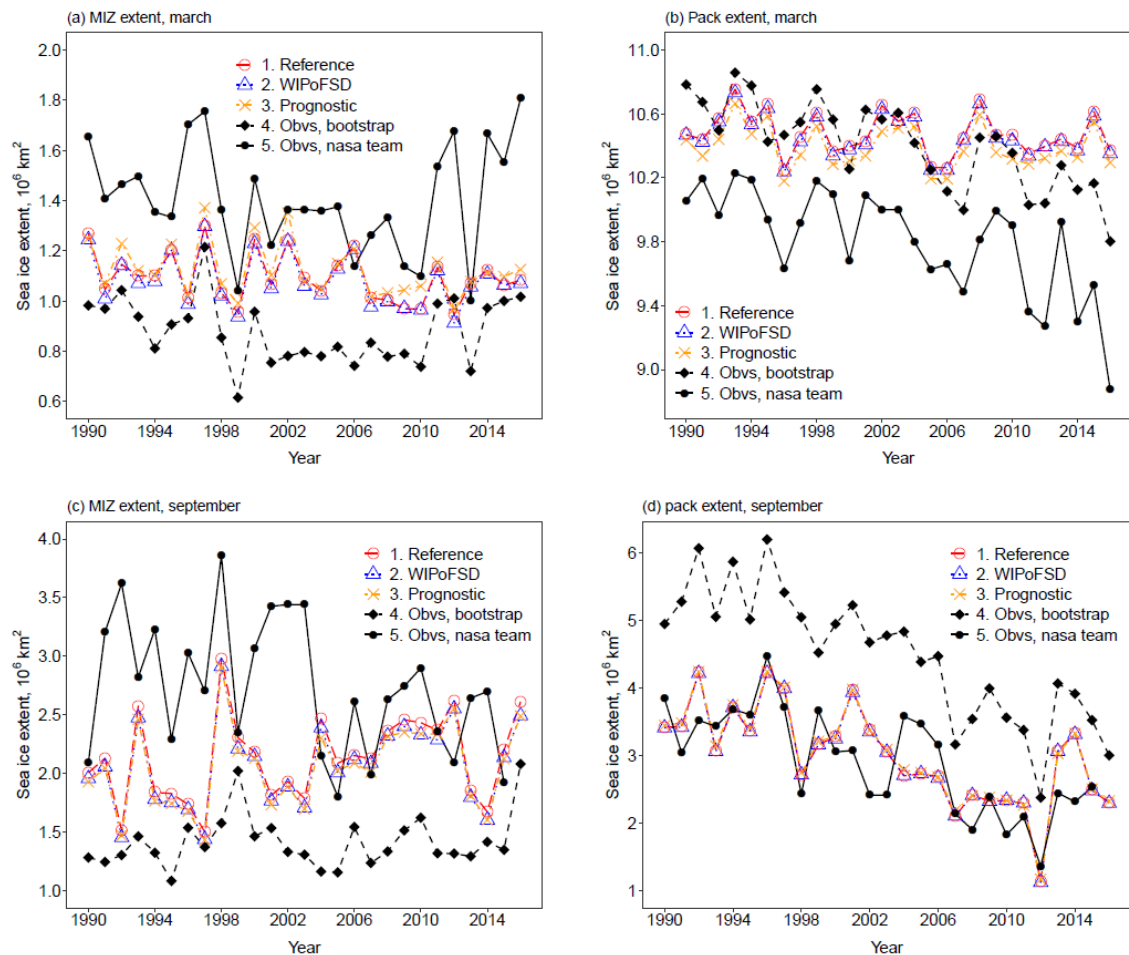 (a) MIZ extent, march
2.0
1.8
1.6
1.4
1.2
1.0
0.8
0.6
Sea ice extent, 10⁶ km²
1. Reference
2. WIPoFSD
3. Prognostic
4. Obvs, bootstrap
5. Obvs, nasa team
1990 1994 1998 2002 2006 2010 2014
Year
(b) Pack extent, march
11.0
10.6
10.2
9.8
9.4
9.0
Sea ice extent, 10⁶ km²
1. Reference
2. WIPoFSD
3. Prognostic
4. Obvs, bootstrap
5. Obvs, nasa team
1990 1994 1998 2002 2006 2010 2014
Year
(c) MIZ extent, september
4.0
3.5
3.0
2.5
2.0
1.5
1.0
Sea ice extent, 10⁶ km²
1. Reference
2. WIPoFSD
3. Prognostic
4. Obvs, bootstrap
5. Obvs, nasa team
1990 1994 1998 2002 2006 2010 2014
Year
(d) pack extent, september
6
5
4
3
2
1
Sea ice extent, 10⁶ km²
1. Reference
2. WIPoFSD
3. Prognostic
4. Obvs, bootstrap
5. Obvs, nasa team
1990 1994 1998 2002 2006 2010 2014
Year